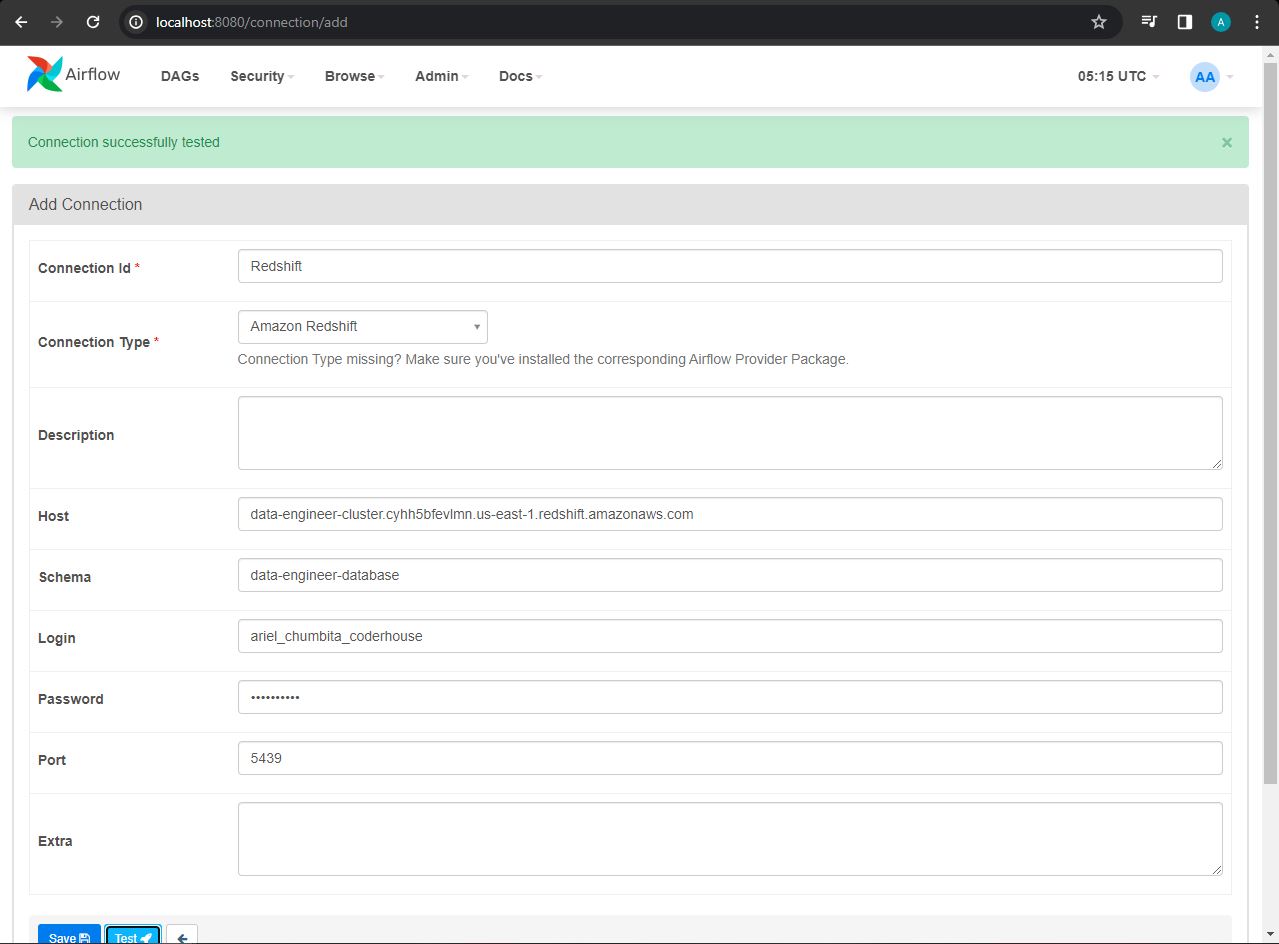 localhost:8080/connection/add
A
Airflow DAGs Security Browse Admin Docs 05:15 UTC AA
Connection successfully tested ×
Add Connection
Connection Id * Redshift
Connection Type * Amazon Redshift
Connection Type missing? Make sure you've installed the corresponding Airflow Provider Package.
Description
Host data-engineer-cluster.cyhh5bfevlmn.us-east-1.redshift.amazonaws.com
Schema data-engineer-database
Login ariel_chumbita_coderhouse
Password ••••••••••
Port 5439
Extra
Save Test